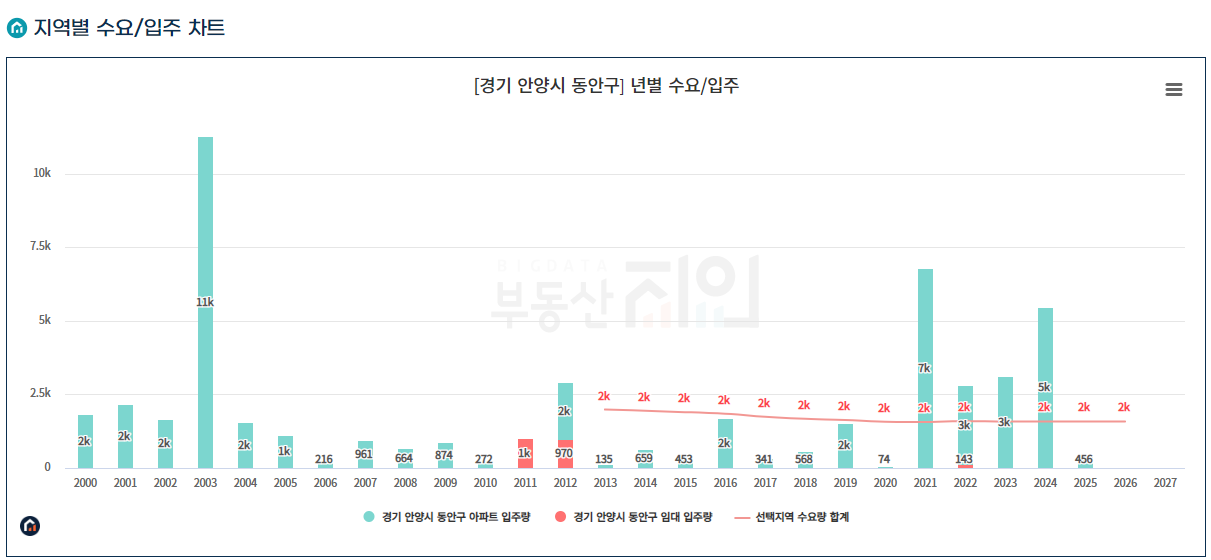 지역별 수요/입주 차트
[경기 안양시 동안구] 년별 수요/입주
BIGDATA
부동산 지인
10k
7.5k
5k
2.5k
0
2k 2k 2k 11k 2k 1k 216 961 664 874 272 1k 2k 970 135 659 453 2k 341 568 2k 74 7k 3k 143 3k 5k 456
2k 2k 2k 2k 2k 2k 2k 2k 2k 2k 2k 2k 2k
2000 2001 2002 2003 2004 2005 2006 2007 2008 2009 2010 2011 2012 2013 2014 2015 2016 2017 2018 2019 2020 2021 2022 2023 2024 2025 2026 2027
경기 안양시 동안구 아파트 입주량 경기 안양시 동안구 임대 입주량 선택지역 수요량 합계